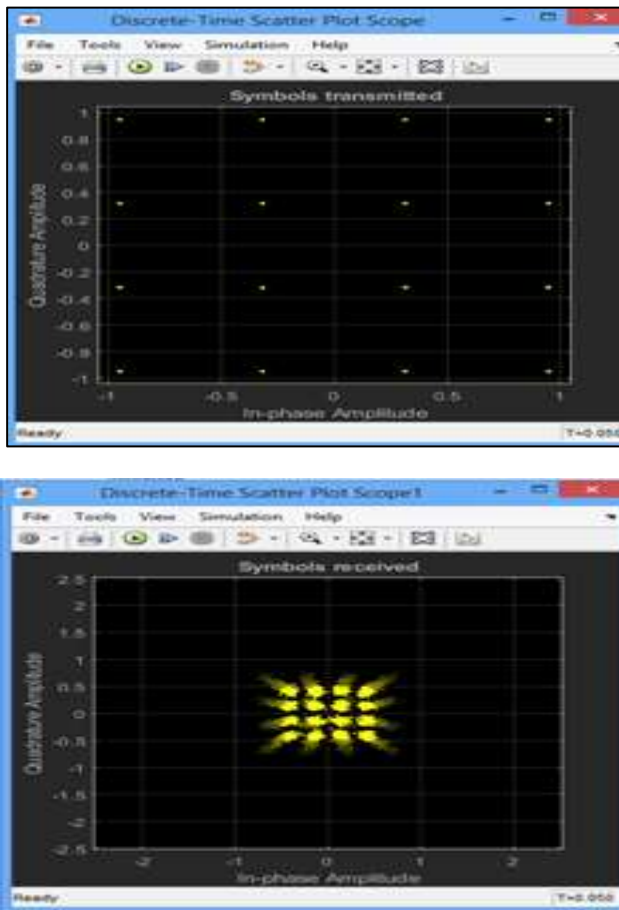 Discrete-Time Scatter Plot Scope
File Tools View Simulation Help
Symbols transmitted
1
0.8
0.6
0.4
0.2
0
-0.2
-0.4
-0.6
-0.8
-1
Quadrature Amplitude
-1 -0.5 0 0.5 1
In-phase Amplitude
Ready
Discrete-Time Scatter Plot Scope1
File Tools View Simulation Help
Symbols received
2.5
2
1.5
1
0.5
0
-0.5
-1
-1.5
-2
-2.5
Quadrature Amplitude
-2 -1 0 1 2
In-phase Amplitude
Ready